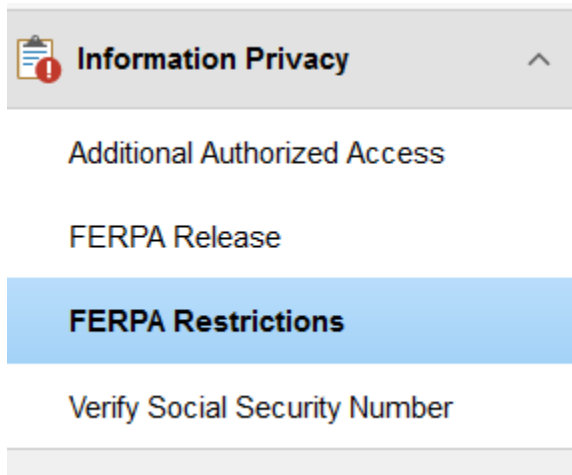 Information Privacy
Additional Authorized Access
FERPA Release
FERPA Restrictions
Verify Social Security Number